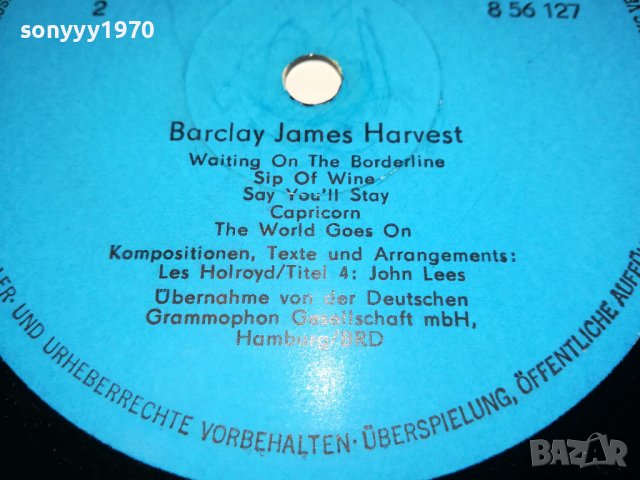 sonyyy1970
2
8 56 127
Barclay James Harvest
Waiting On The Borderline
Sip Of Wine
Say You'll Stay
Capricorn
The World Goes On
Kompositionen, Texte und Arrangements:
Les Holroyd/Titel 4: John Lees
Übernahme von der Deutschen
Grammophon Gesellschaft mbH,
Hamburg/BRD
UND URHEBERRECHTE VORBEHALTEN · ÜBERSPIELUNG, ÖFFENTLICHE
BAZAR